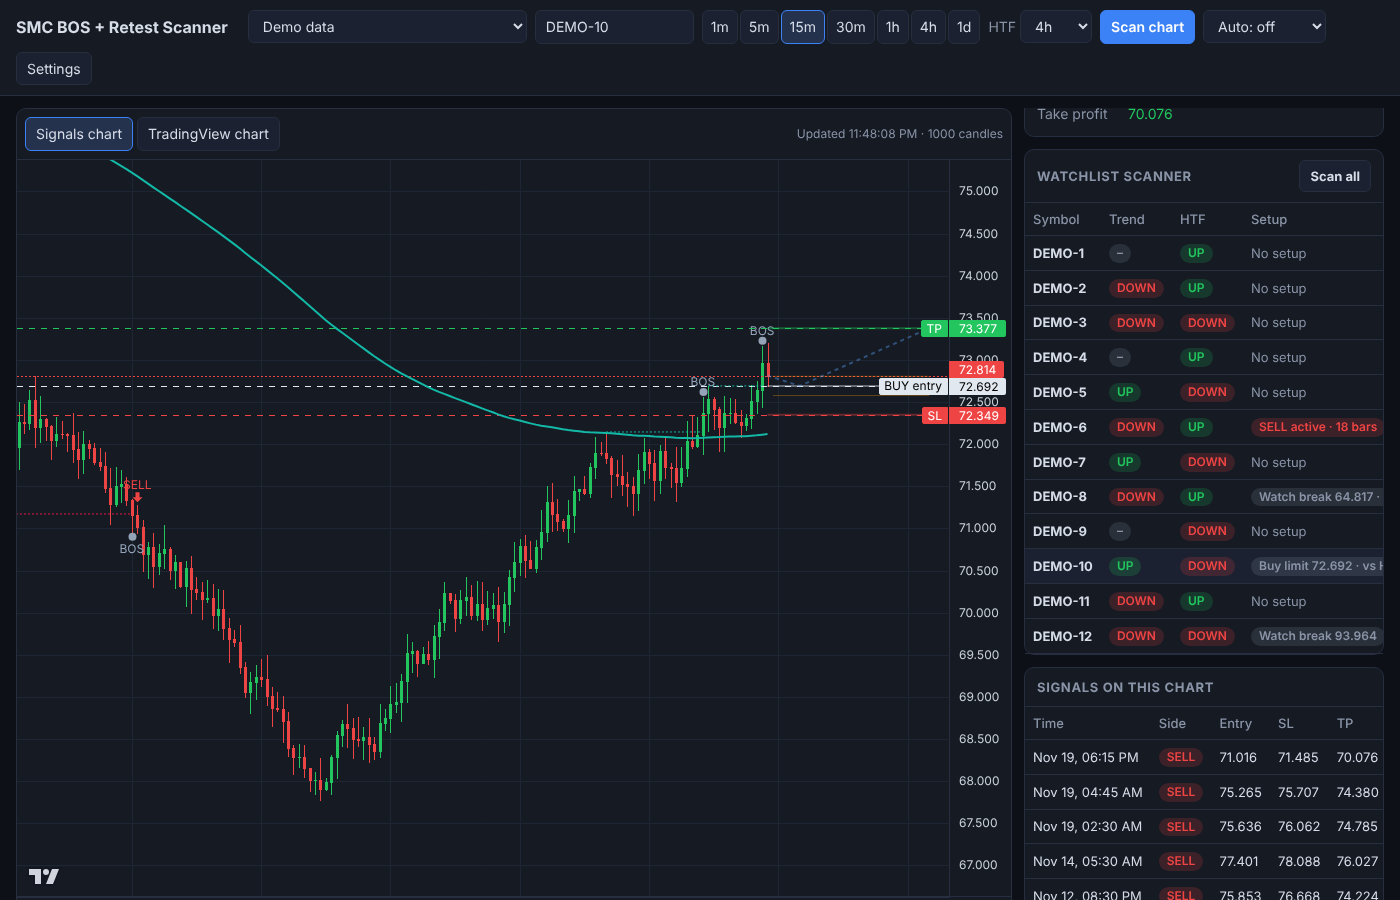 SMC BOS + Retest Scanner
Demo data
DEMO-10
1m 5m 15m 30m 1h 4h 1d
HTF 4h
Scan chart
Auto: off
Settings
Signals chart
TradingView chart
Updated 11:48:08 PM · 1000 candles
75.000
74.500
74.000
73.500
TP 73.377
73.000
72.814
BUY entry 72.692
72.500
SL 72.349
72.000
71.500
71.000
70.500
70.000
69.500
69.000
68.500
68.000
67.500
67.000
BOS
BOS
SELL
BOS
Take profit 70.076
WATCHLIST SCANNER
Scan all
Symbol Trend HTF Setup
DEMO-1 – UP No setup
DEMO-2 DOWN UP No setup
DEMO-3 DOWN DOWN No setup
DEMO-4 – UP No setup
DEMO-5 UP DOWN No setup
DEMO-6 DOWN UP SELL active · 18 bars
DEMO-7 UP DOWN No setup
DEMO-8 DOWN UP Watch break 64.817 ·
DEMO-9 – DOWN No setup
DEMO-10 UP DOWN Buy limit 72.692 · vs
DEMO-11 DOWN UP No setup
DEMO-12 DOWN DOWN Watch break 93.964
SIGNALS ON THIS CHART
Time Side Entry SL TP
Nov 19, 06:15 PM SELL 71.016 71.485 70.076
Nov 19, 04:45 AM SELL 75.265 75.707 74.380
Nov 19, 02:30 AM SELL 75.636 76.062 74.785
Nov 14, 05:30 AM SELL 77.401 78.088 76.027
Nov 12, 08:30 PM SELL 75.853 76.668 74.224